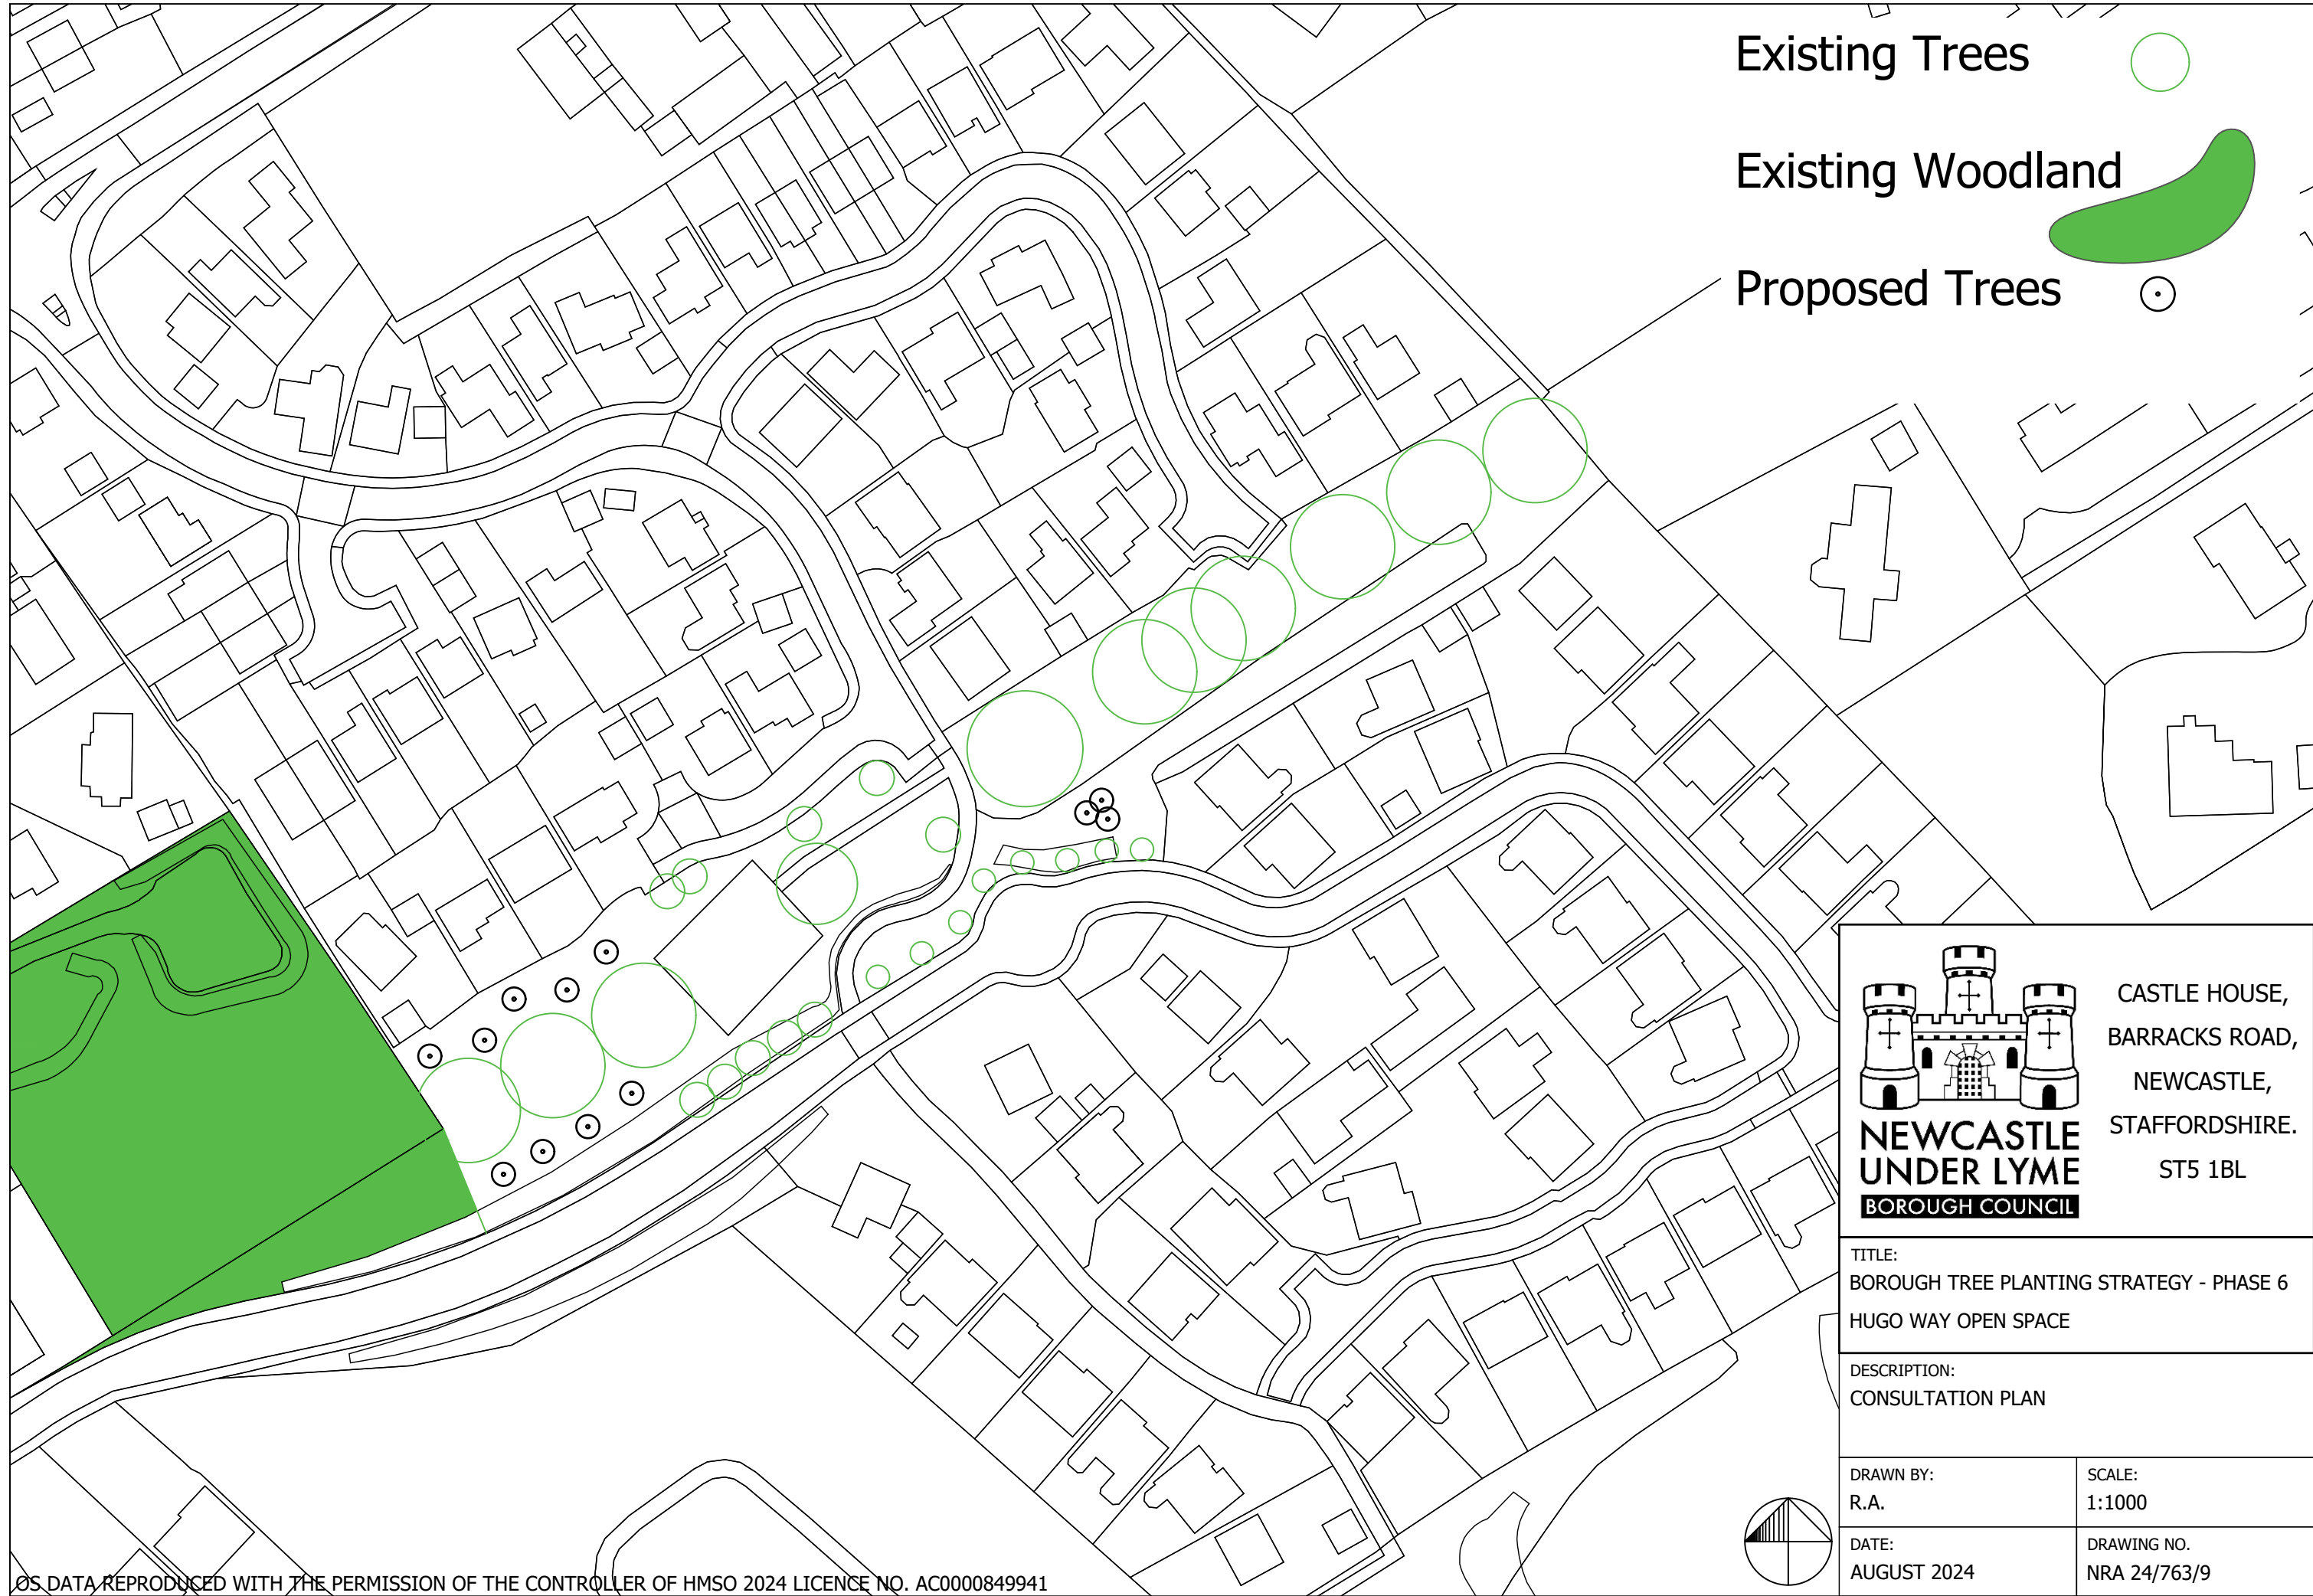 Existing Trees
Existing Woodland
Proposed Trees
CASTLE HOUSE,
BARRACKS ROAD,
NEWCASTLE,
STAFFORDSHIRE.
ST5 1BL
NEWCASTLE
UNDER LYME
BOROUGH COUNCIL
TITLE:
BOROUGH TREE PLANTING STRATEGY - PHASE 6
HUGO WAY OPEN SPACE
DESCRIPTION:
CONSULTATION PLAN
DRAWN BY:
R.A.
SCALE:
1:1000
DATE:
AUGUST 2024
DRAWING NO.
NRA 24/763/9
OS DATA REPRODUCED WITH THE PERMISSION OF THE CONTROLLER OF HMSO 2024 LICENCE NO. AC0000849941